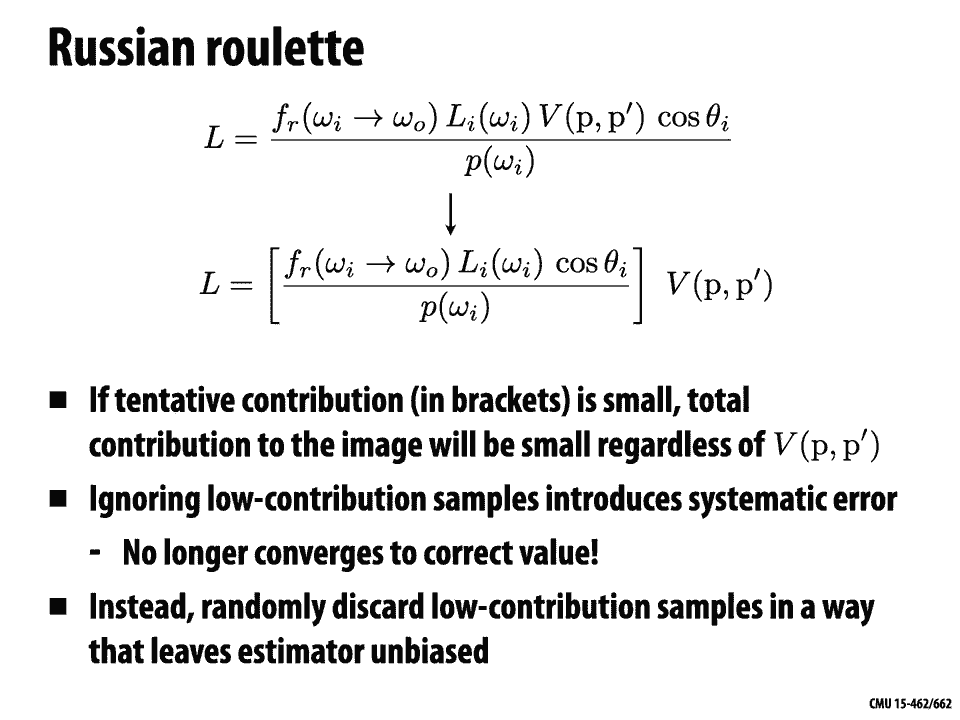 Russian roulette
L = \frac{f_r(\omega_i \to \omega_o) \, L_i(\omega_i) \, V(\mathrm{p}, \mathrm{p}') \, \cos\theta_i}{p(\omega_i)}
↓
L = \left[ \frac{f_r(\omega_i \to \omega_o) \, L_i(\omega_i) \, \cos\theta_i}{p(\omega_i)} \right] V(\mathrm{p}, \mathrm{p}')
■ If tentative contribution (in brackets) is small, total
contribution to the image will be small regardless of V(p, p′)
■ Ignoring low-contribution samples introduces systematic error
- No longer converges to correct value!
■ Instead, randomly discard low-contribution samples in a way
that leaves estimator unbiased
CMU 15-462/662